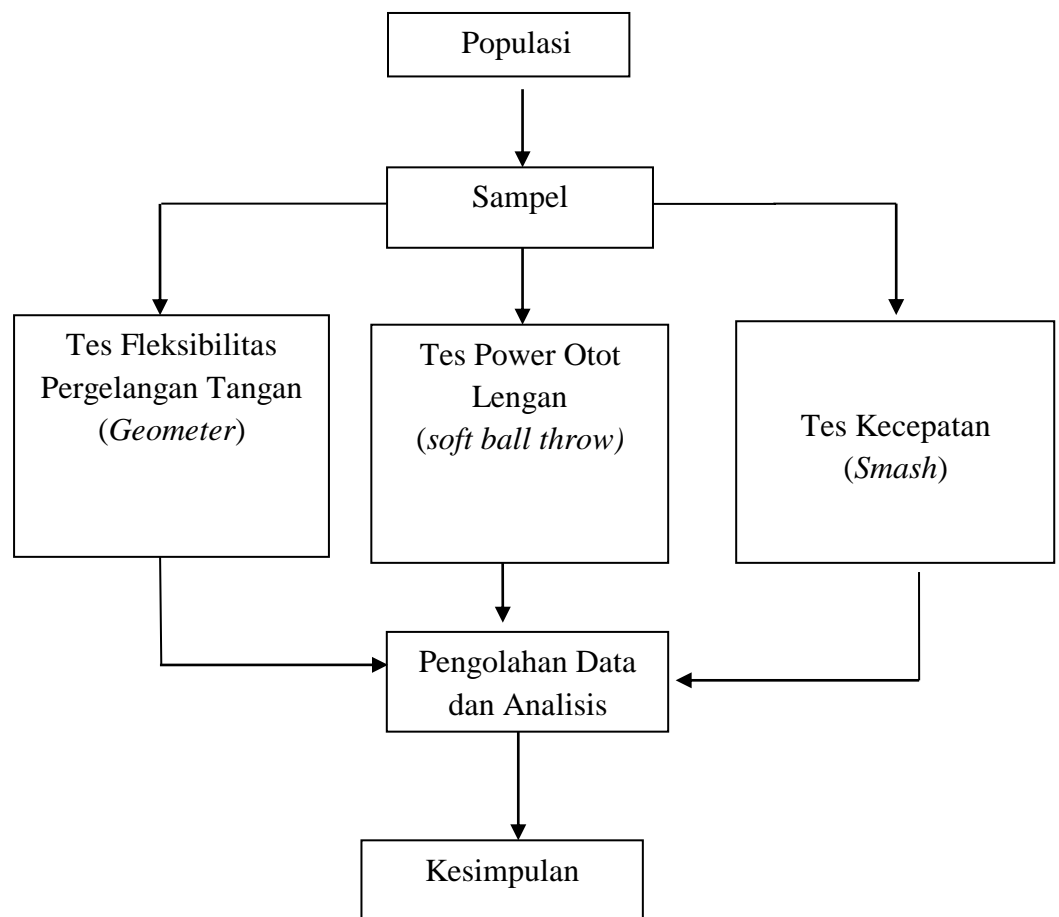 Populasi
Sampel
Tes Fleksibilitas
Pergelangan Tangan
(Geometer)
Tes Power Otot
Lengan
(soft ball throw)
Tes Kecepatan
(Smash)
Pengolahan Data
dan Analisis
Kesimpulan